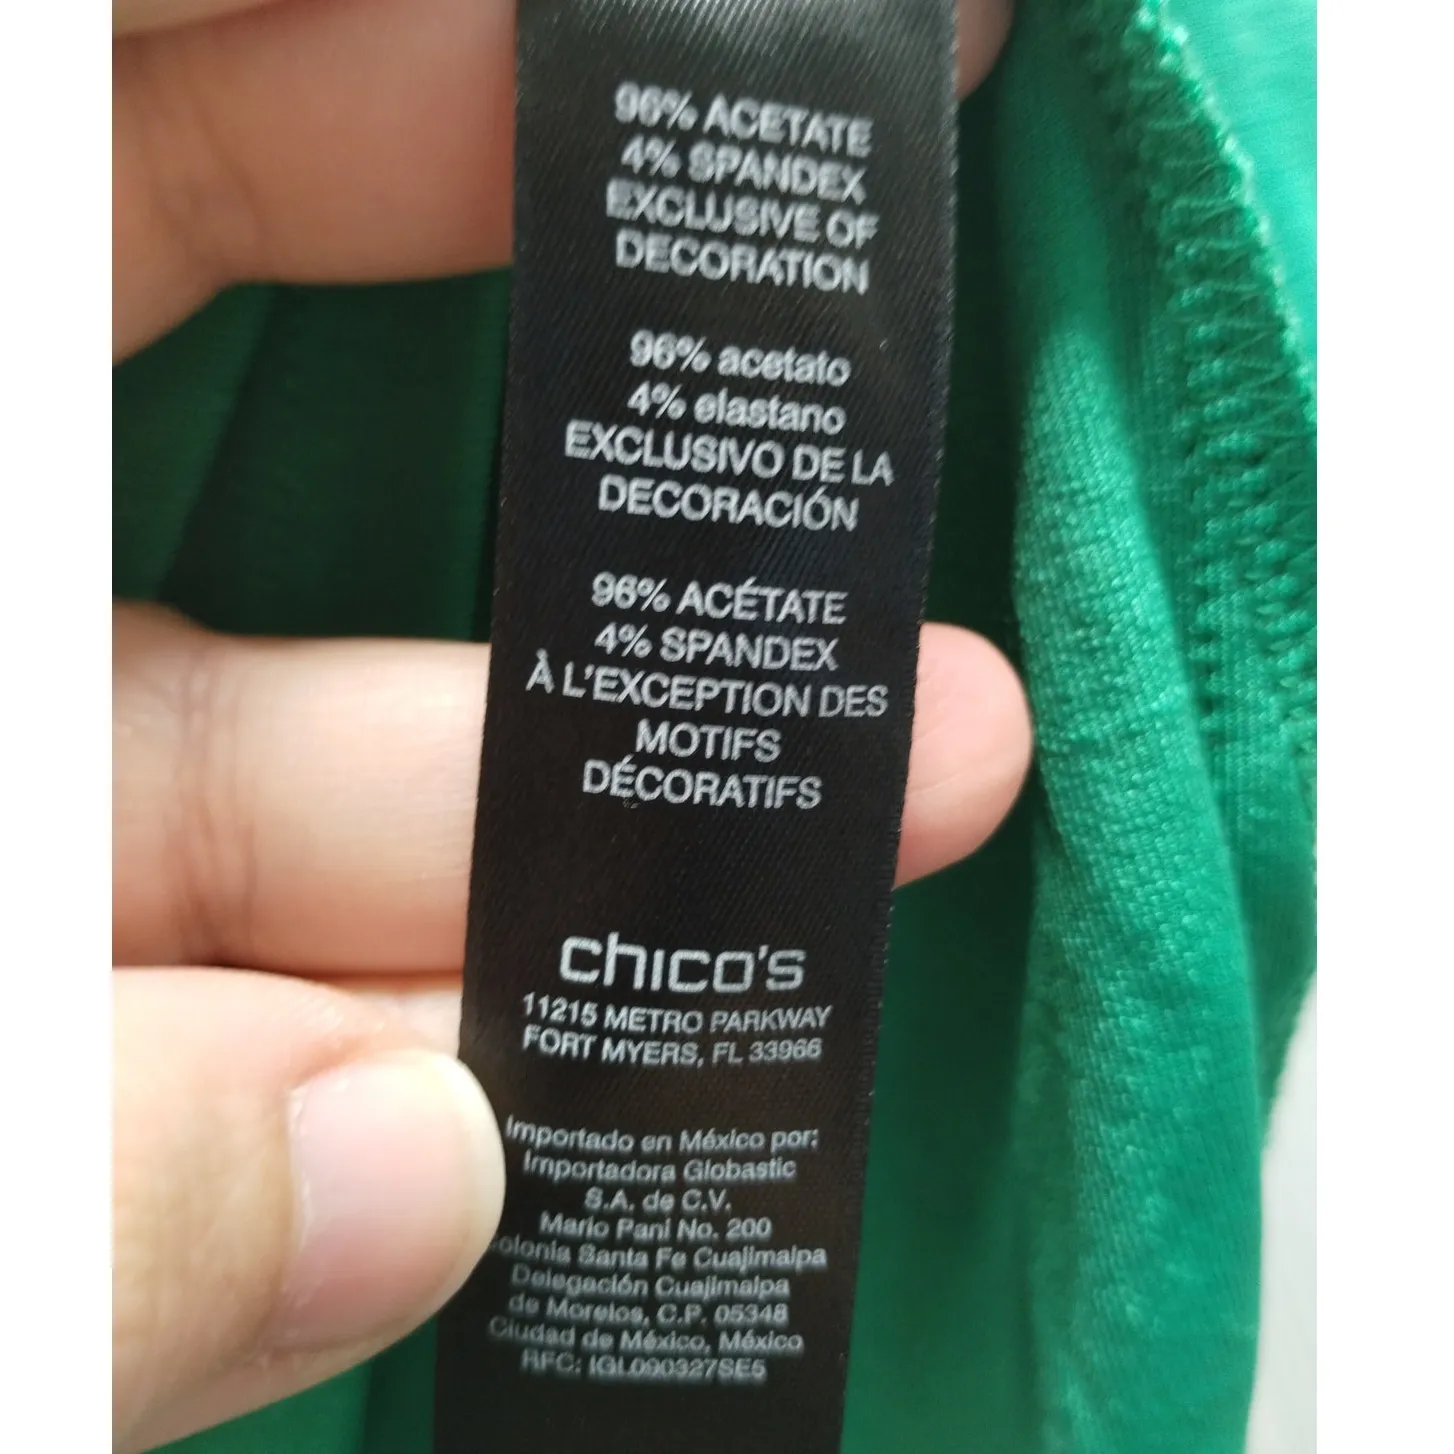 96% ACETATE
4% SPANDEX
EXCLUSIVE OF
DECORATION
96% acetato
4% elastano
EXCLUSIVO DE LA
DECORACIÓN
96% ACÉTATE
4% SPANDEX
À L'EXCEPTION DES
MOTIFS
DÉCORATIFS
chico's
11215 METRO PARKWAY
FORT MYERS, FL 33966
Importado en México por:
Importadora Globastic
S.A. de C.V.
Mario Pani No. 200
olonia Santa Fe Cuajimalpa
Delegación Cuajimalpa
de Morelos, C.P. 05348
Ciudad de México, México
RFC: IGL090327SE5